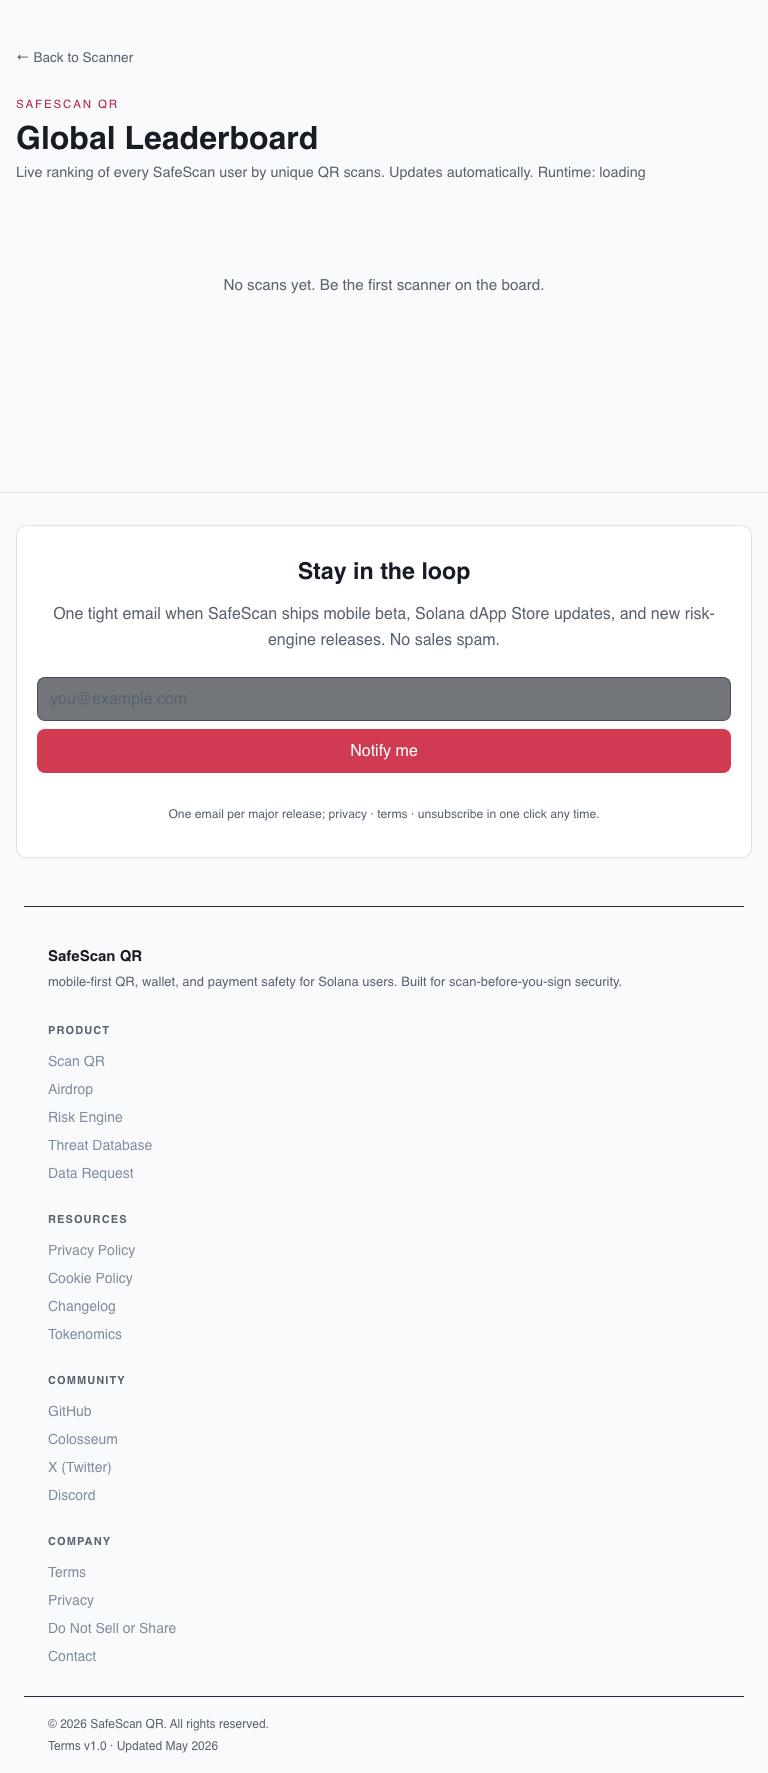 ← Back to Scanner
SAFESCAN QR
Global Leaderboard
Live ranking of every SafeScan user by unique QR scans. Updates automatically. Runtime: loading
No scans yet. Be the first scanner on the board.
Stay in the loop
One tight email when SafeScan ships mobile beta, Solana dApp Store updates, and new risk-
engine releases. No sales spam.
you@example.com
Notify me
One email per major release; privacy · terms · unsubscribe in one click any time.
SafeScan QR
mobile-first QR, wallet, and payment safety for Solana users. Built for scan-before-you-sign security.
PRODUCT
Scan QR
Airdrop
Risk Engine
Threat Database
Data Request
RESOURCES
Privacy Policy
Cookie Policy
Changelog
Tokenomics
COMMUNITY
GitHub
Colosseum
X (Twitter)
Discord
COMPANY
Terms
Privacy
Do Not Sell or Share
Contact
© 2026 SafeScan QR. All rights reserved.
Terms v1.0 · Updated May 2026